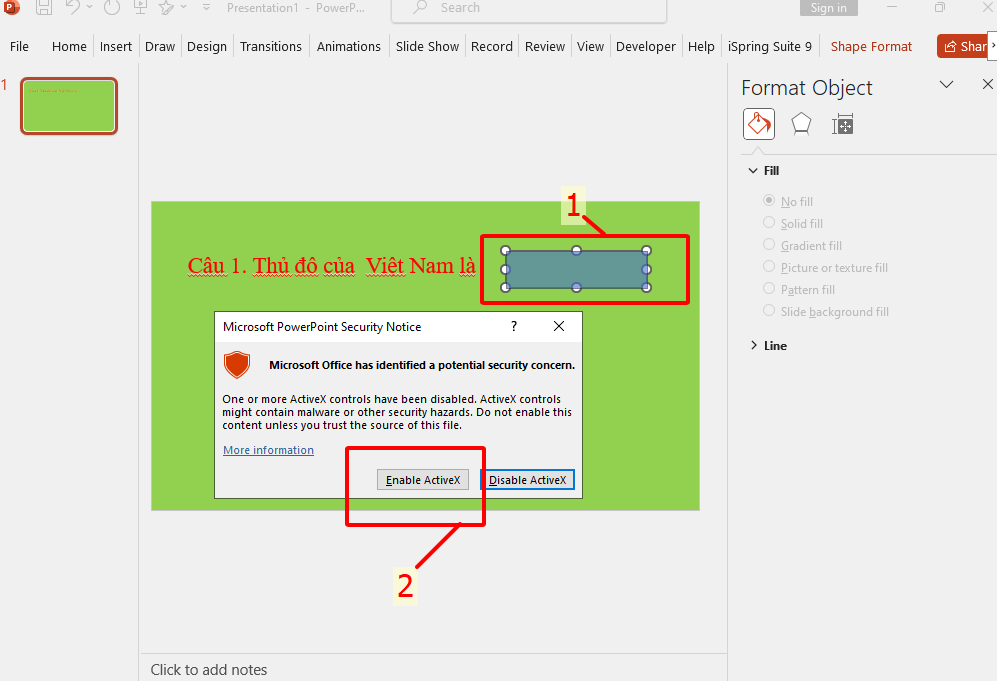 Presentation1 - PowerP...
Search
Sign in
File Home Insert Draw Design Transitions Animations Slide Show Record Review View Developer Help iSpring Suite 9 Shape Format Shar
1
Format Object
Fill
No fill
Solid fill
Gradient fill
Picture or texture fill
Pattern fill
Slide background fill
Line
1
Câu 1. Thủ đô của Việt Nam là
Microsoft PowerPoint Security Notice ?
Microsoft Office has identified a potential security concern.
One or more ActiveX controls have been disabled. ActiveX controls
might contain malware or other security hazards. Do not enable this
content unless you trust the source of this file.
More information
Enable ActiveX Disable ActiveX
2
Click to add notes